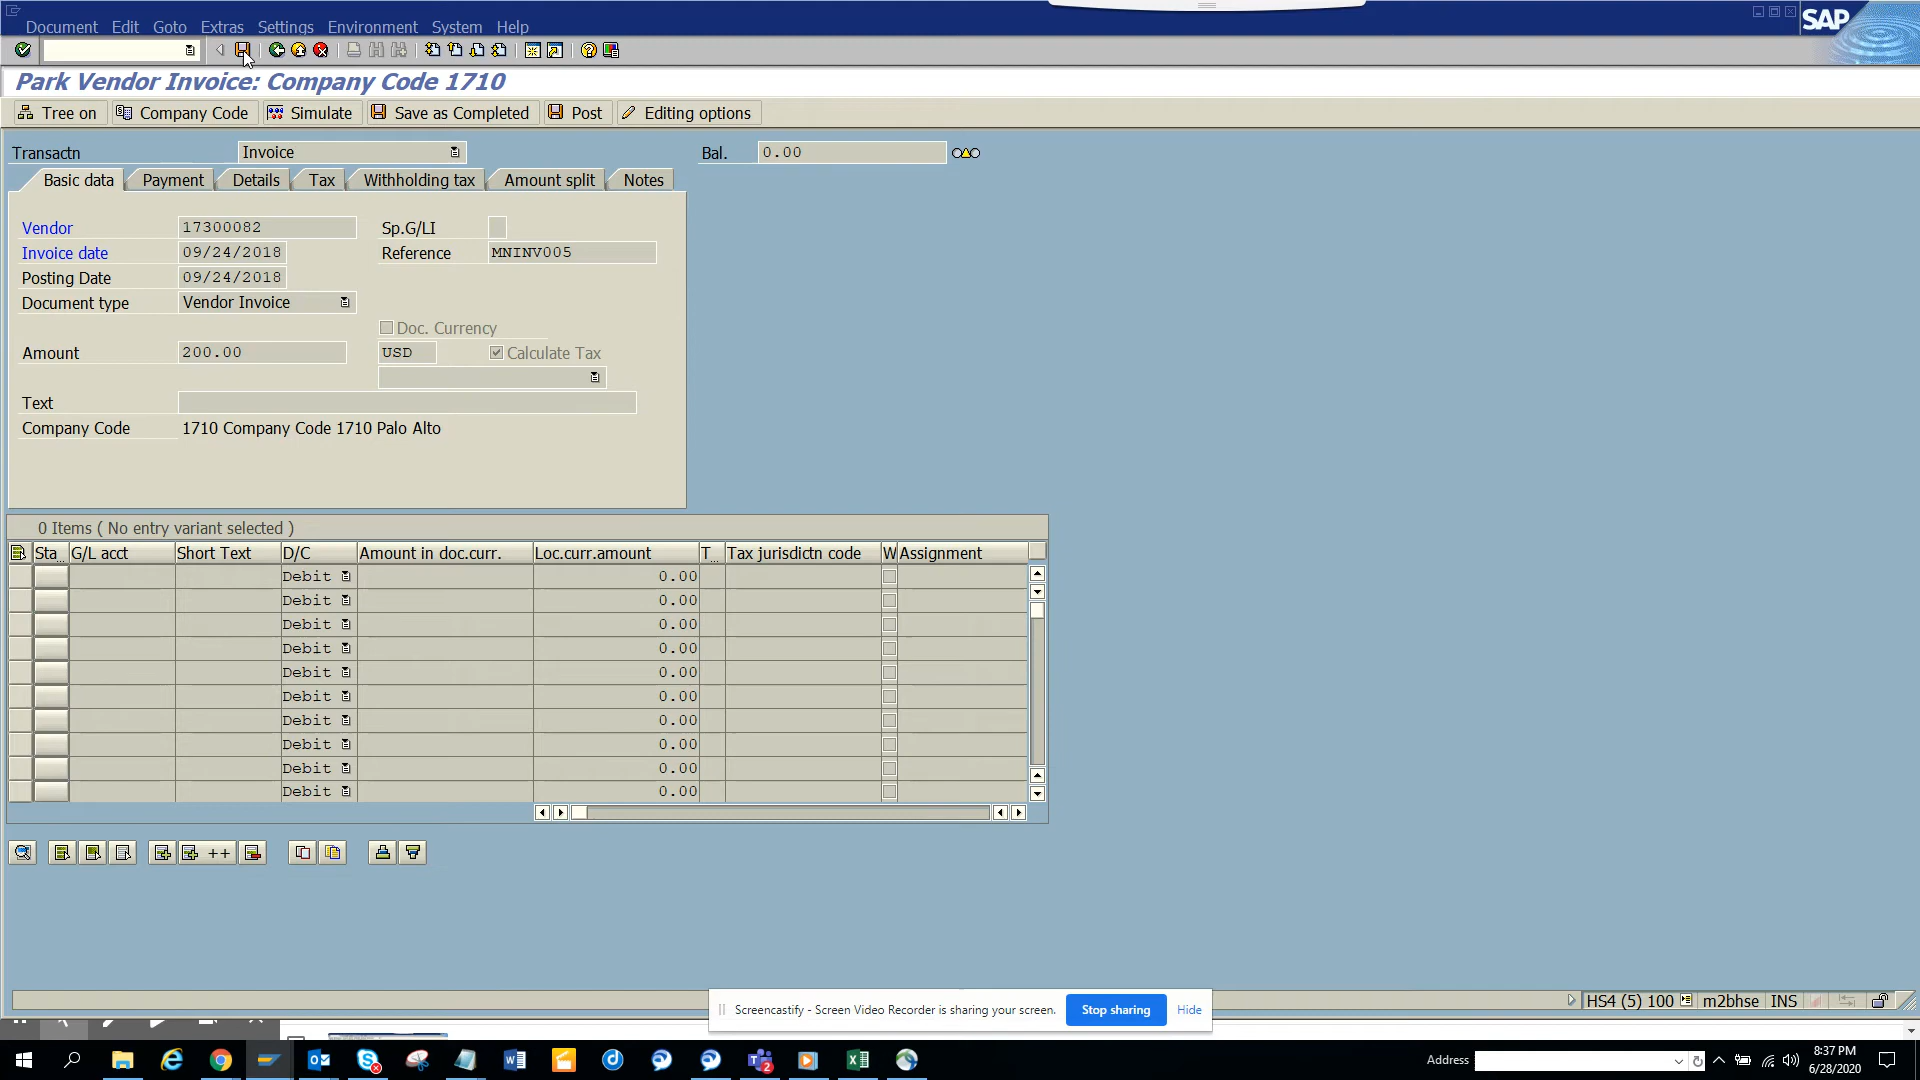 Document Edit Goto Extras Settings Environment System Help
SAP
Park Vendor Invoice: Company Code 1710
Tree on Company Code Simulate Save as Completed Post Editing options
Transactn Invoice Bal. 0.00
Basic data Payment Details Tax Withholding tax Amount split Notes
Vendor 17300082 Sp.G/LI
Invoice date 09/24/2018 Reference MNINV005
Posting Date 09/24/2018
Document type Vendor Invoice
Doc. Currency
Amount 200.00 USD Calculate Tax
Text
Company Code 1710 Company Code 1710 Palo Alto
0 Items ( No entry variant selected )
Sta... G/L acct Short Text D/C Amount in doc.curr. Loc.curr.amount T... Tax jurisdictn code W Assignment
Debit 0.00
Debit 0.00
Debit 0.00
Debit 0.00
Debit 0.00
Debit 0.00
Debit 0.00
Debit 0.00
Debit 0.00
Debit 0.00
HS4 (5) 100 m2bhse INS
Screencastify - Screen Video Recorder is sharing your screen. Stop sharing Hide
Address
8:37 PM
6/28/2020